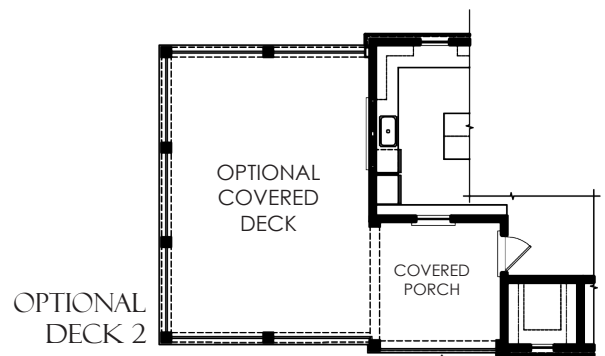 OPTIONAL
COVERED
DECK
COVERED
PORCH
OPTIONAL
DECK 2